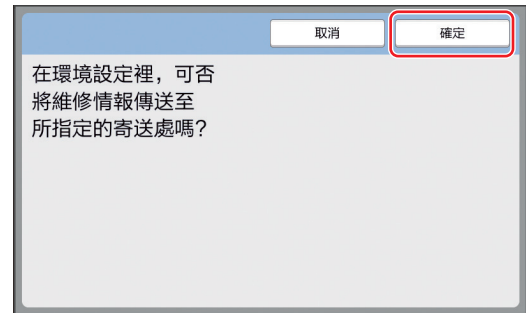 取消
確定
在環境設定裡，可否
將維修情報傳送至
所指定的寄送處嗎?